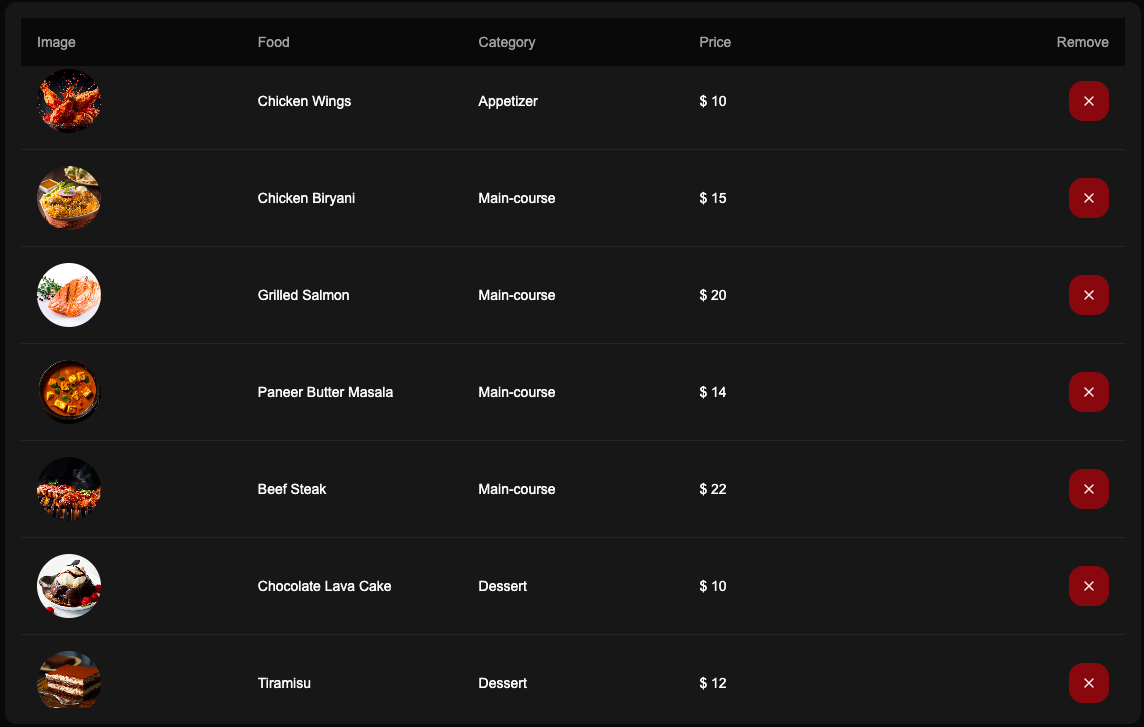 Image Food Category Price Remove
Chicken Wings Appetizer $ 10
Chicken Biryani Main-course $ 15
Grilled Salmon Main-course $ 20
Paneer Butter Masala Main-course $ 14
Beef Steak Main-course $ 22
Chocolate Lava Cake Dessert $ 10
Tiramisu Dessert $ 12